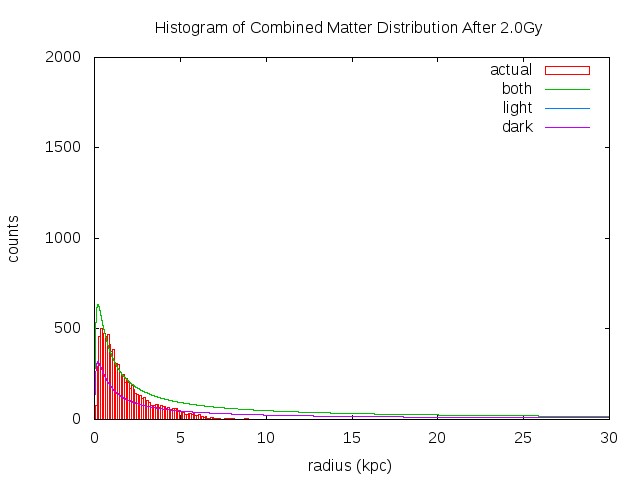 Histogram of Combined Matter Distribution After 2.0Gy
2000
1500
1000
500
0
counts
actual
both
light
dark
0 5 10 15 20 25 30
radius (kpc)